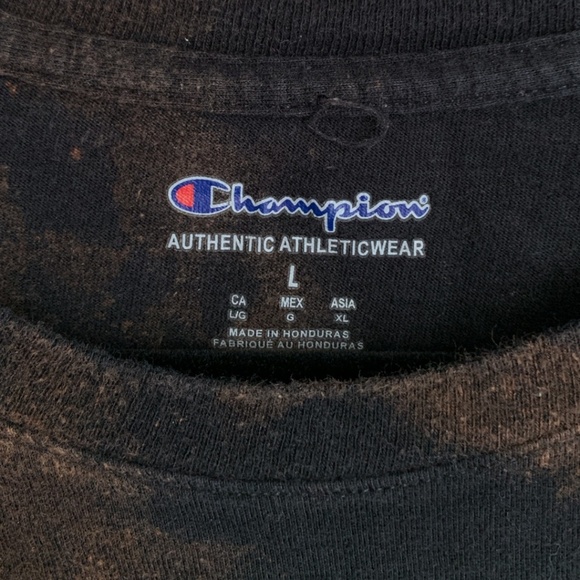 Champion
AUTHENTIC ATHLETICWEAR
L
CA MEX ASIA
L/G G XL
MADE IN HONDURAS
FABRIQUÉ AU HONDURAS